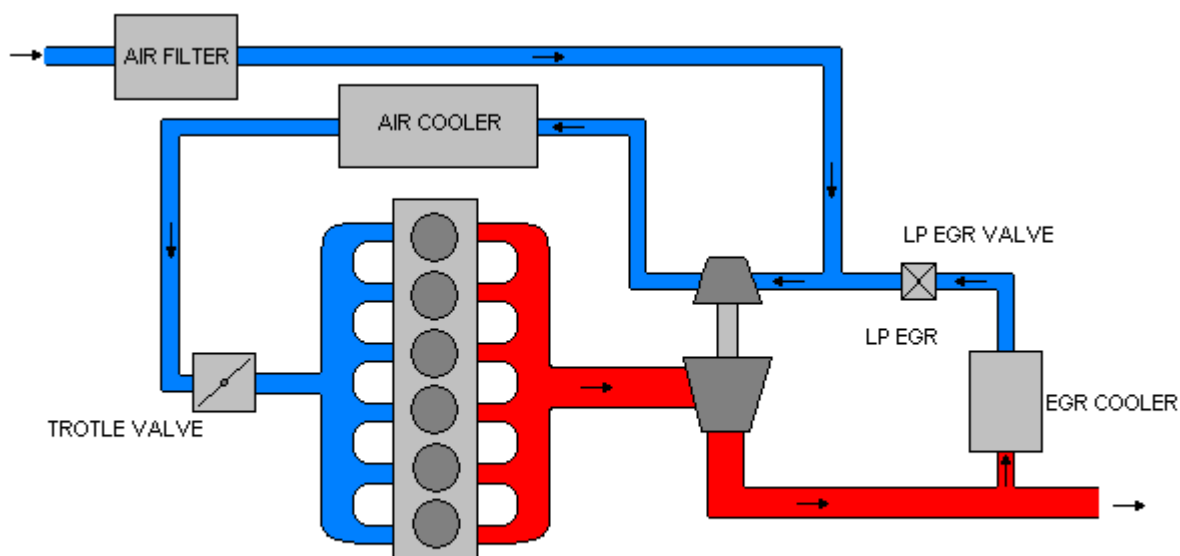 AIR FILTER
AIR COOLER
LP EGR VALVE
LP EGR
EGR COOLER
TROTLE VALVE